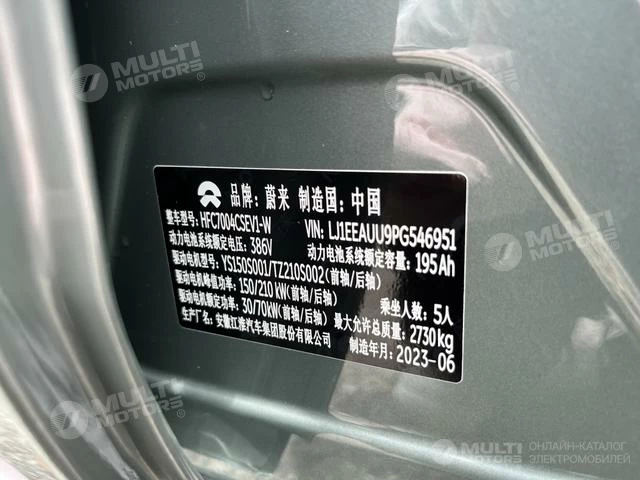 MULTI MOTORS
MULTI MOTORS
品牌：蔚来 制造国：中国
整车型号：HFC7004CSEV1-W VIN：LJ1EEAUU9PG546951
动力电池系统额定电压：386V 动力电池系统额定容量：195Ah
驱动电机型号：YS150S001/TZ210S002(前轴/后轴)
驱动电机峰值功率：150/210kW(前轴/后轴) 乘坐人数：5人
驱动电机额定功率：30/70kW(前轴/后轴) 最大允许总质量：2730kg
生产厂名：安徽江淮汽车集团股份有限公司 制造年月：2023-06
MULTI MOTORS
MULTI MOTORS
MULTI MOTORS
ОНЛАЙН-КАТАЛОГ
ЭЛЕКТРОМОБИЛЕЙ